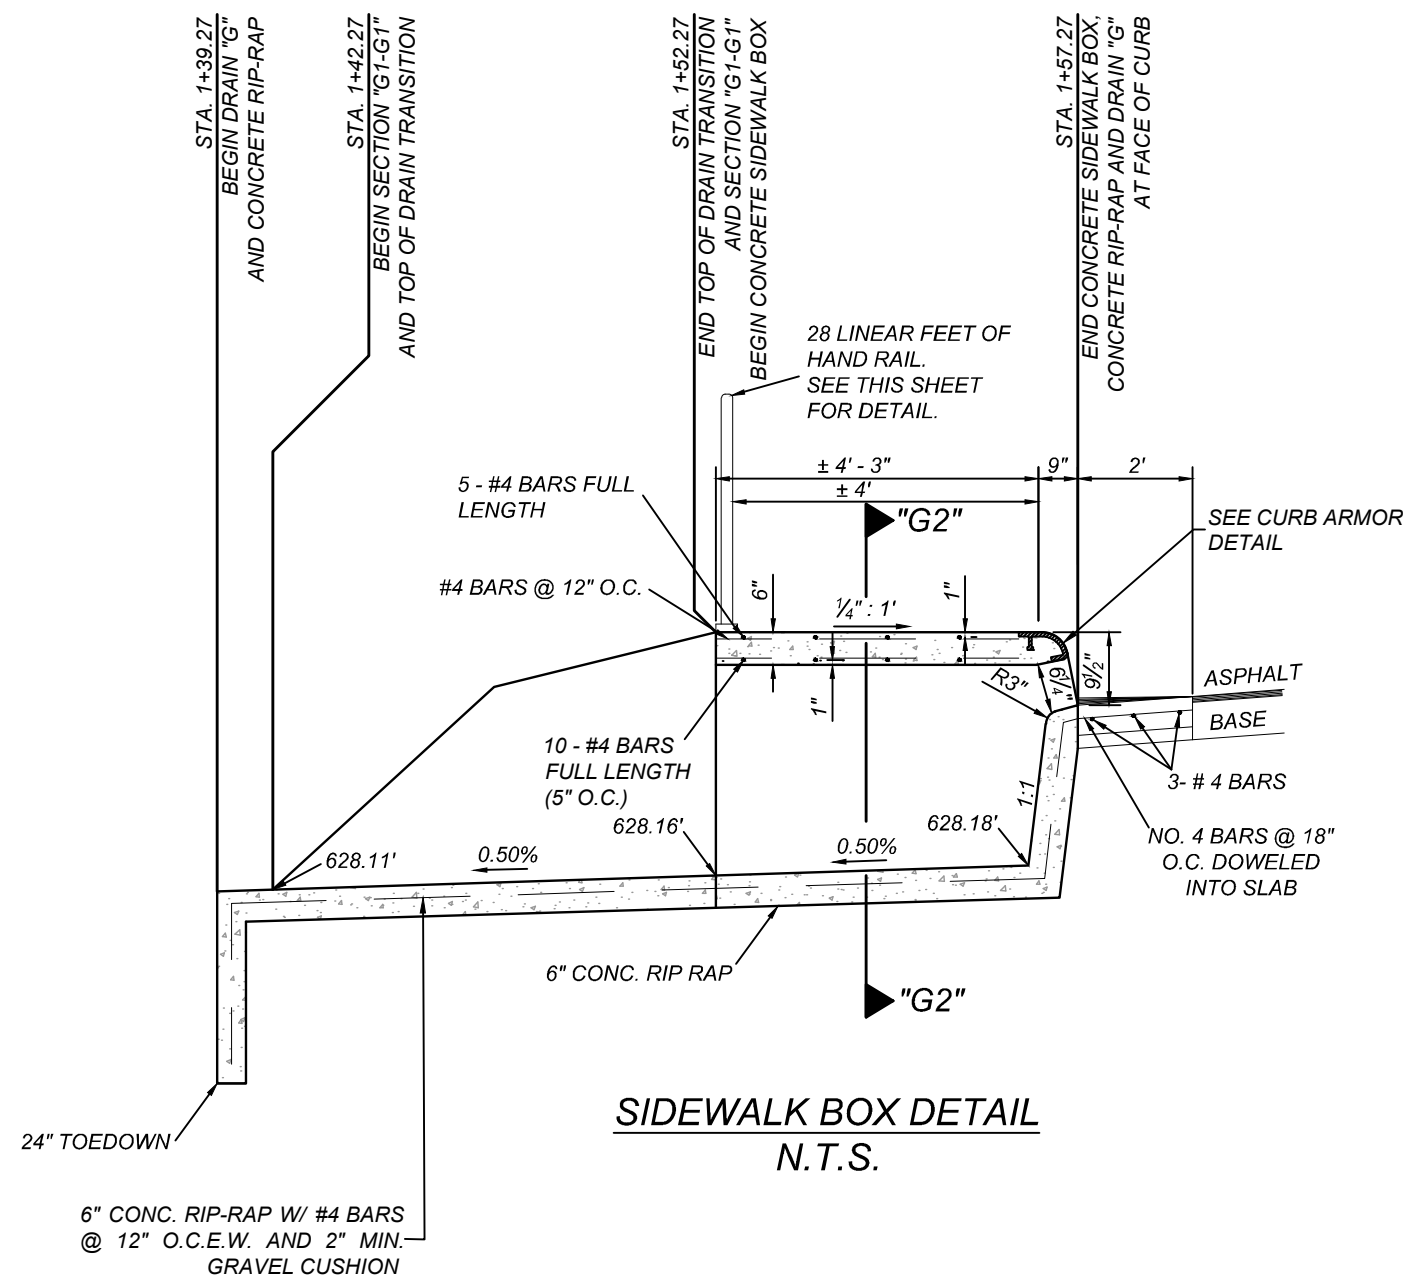 STA. 1+39.27
BEGIN DRAIN "G"
AND CONCRETE RIP-RAP
STA. 1+42.27
BEGIN SECTION "G1-G1"
AND TOP OF DRAIN TRANSITION
STA. 1+52.27
END TOP OF DRAIN TRANSITION
AND SECTION "G1-G1"
BEGIN CONCRETE SIDEWALK BOX
STA. 1+57.27
END CONCRETE SIDEWALK BOX,
CONCRETE RIP-RAP AND DRAIN "G"
AT FACE OF CURB
28 LINEAR FEET OF
HAND RAIL.
SEE THIS SHEET
FOR DETAIL.
± 4' - 3"
9"
2'
± 4'
5 - #4 BARS FULL
LENGTH
"G2"
SEE CURB ARMOR
DETAIL
#4 BARS @ 12" O.C.
6"
1/4" : 1'
1"
1"
R3"
6 1/4"
9 1/2"
ASPHALT
BASE
10 - #4 BARS
FULL LENGTH
(5" O.C.)
3- # 4 BARS
1:1
628.16'
628.18'
NO. 4 BARS @ 18"
O.C. DOWELED
INTO SLAB
628.11'
0.50%
0.50%
6" CONC. RIP RAP
"G2"
SIDEWALK BOX DETAIL
N.T.S.
24" TOEDOWN
6" CONC. RIP-RAP W/ #4 BARS
@ 12" O.C.E.W. AND 2" MIN.
GRAVEL CUSHION